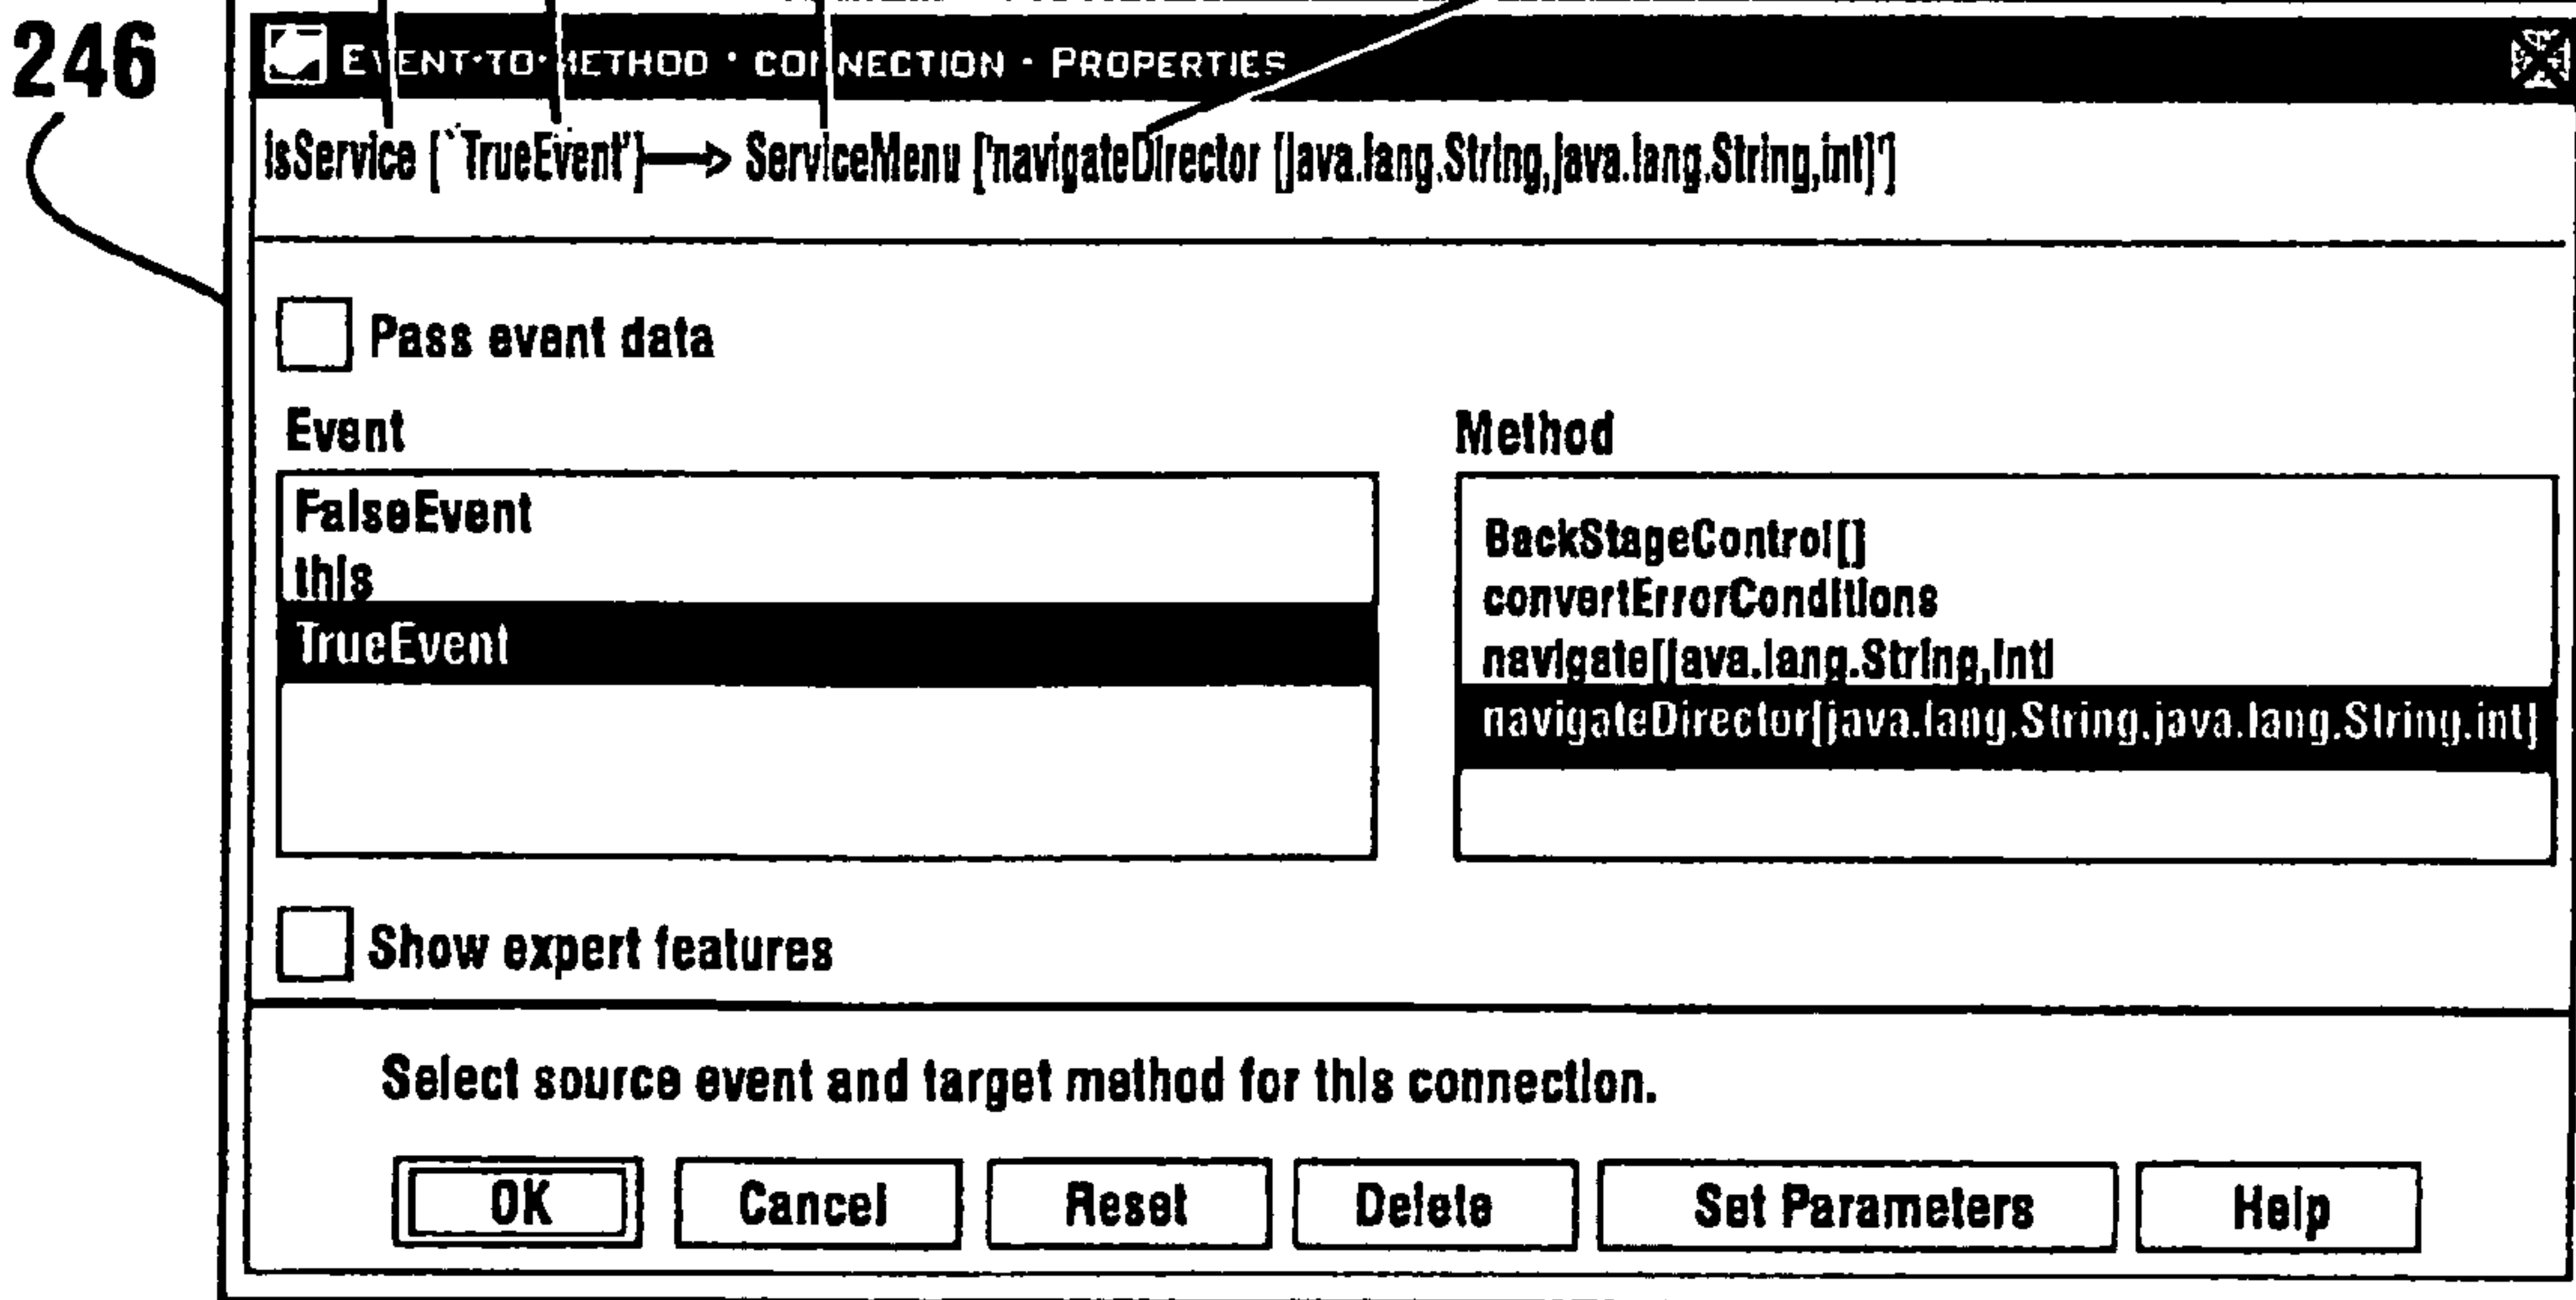 246
EVENT-TO-METHOD · CONNECTION - PROPERTIES
IsService [`TrueEvent'] → ServiceMenu ['navigateDirector [java.lang.String,java.lang.String,int]']
Pass event data
Event
Method
FalseEvent
this
TrueEvent
BackStageControl[]
convertErrorConditions
navigate[java.lang.String,int]
navigateDirector[java.lang.String.java.lang.String.int]
Show expert features
Select source event and target method for this connection.
OK Cancel Reset Delete Set Parameters Help